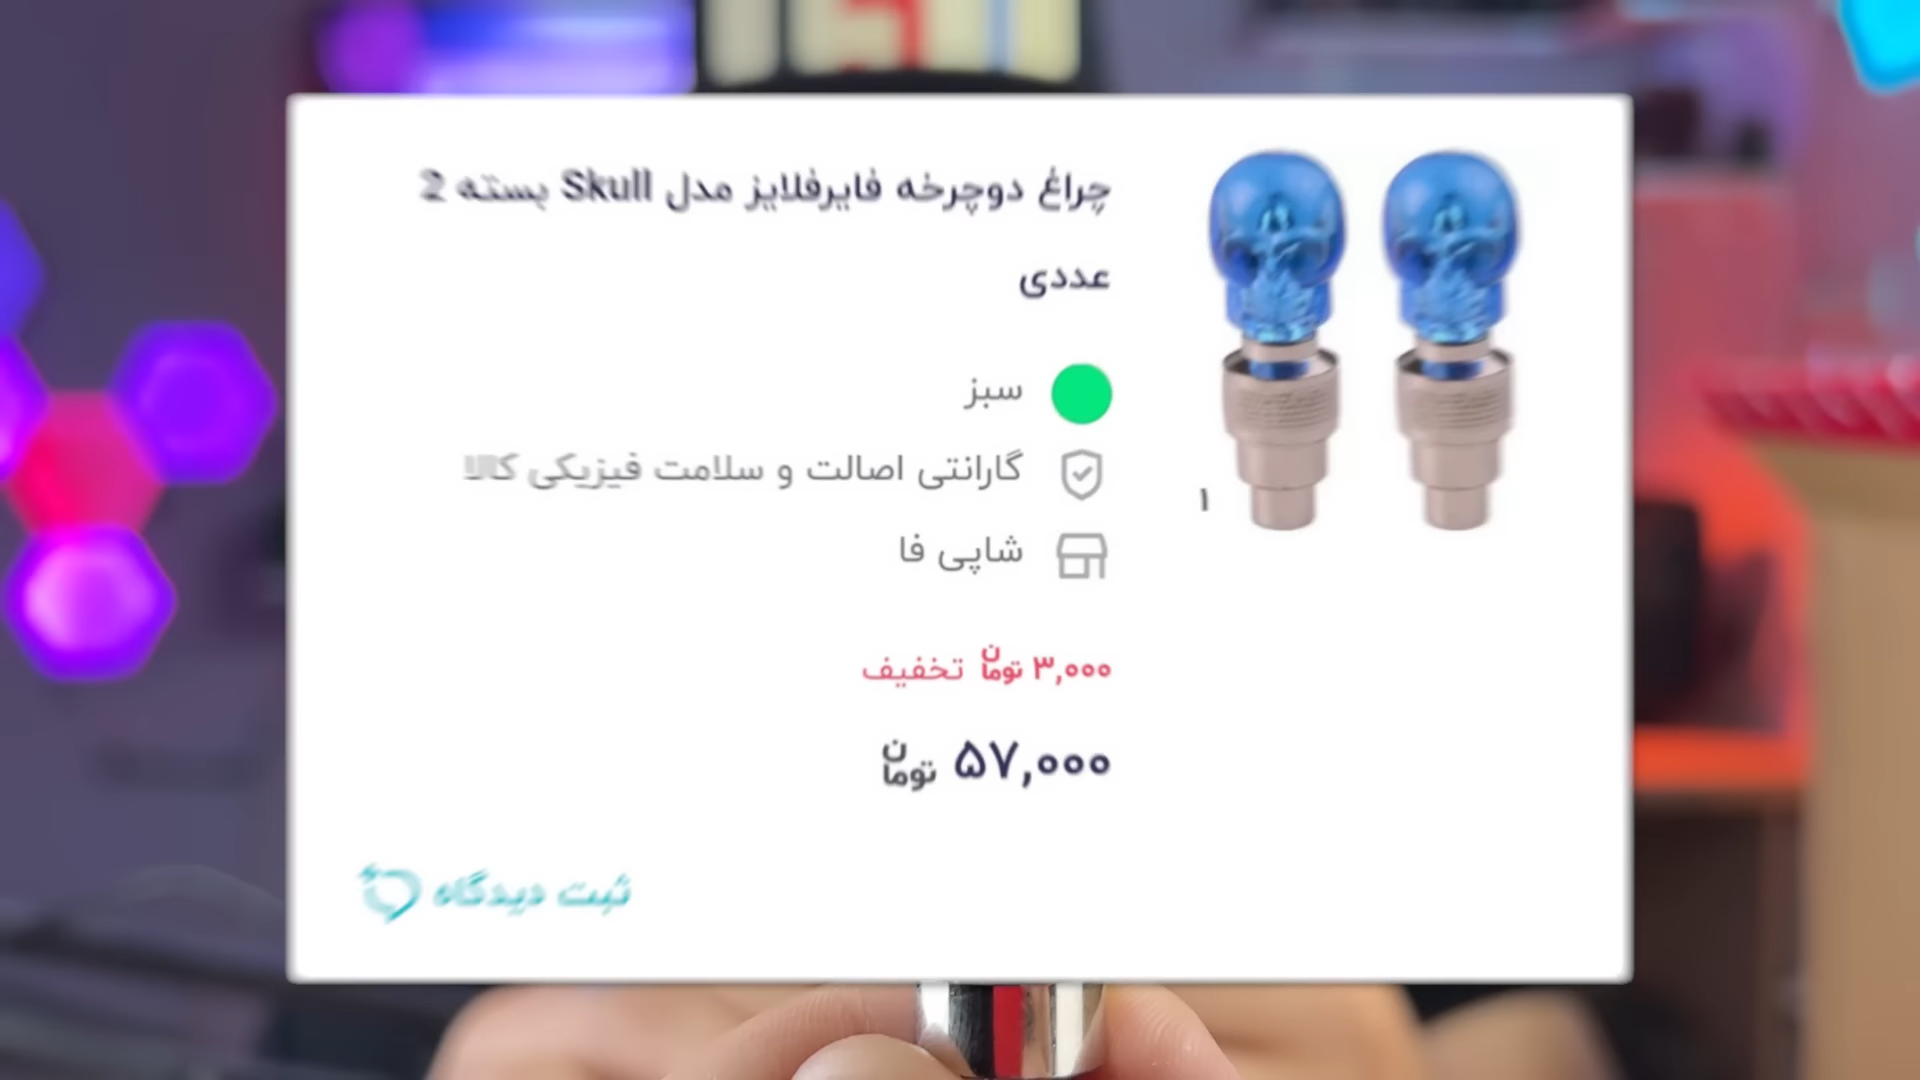 چراغ دوچرخه فایرفلایز مدل Skull بسته 2
عددی
سبز
گارانتی اصالت و سلامت فیزیکی کالا
۱
شاپی فا
۳,۰۰۰ تومان تخفیف
۵۷,۰۰۰ تومان
ثبت دیدگاه